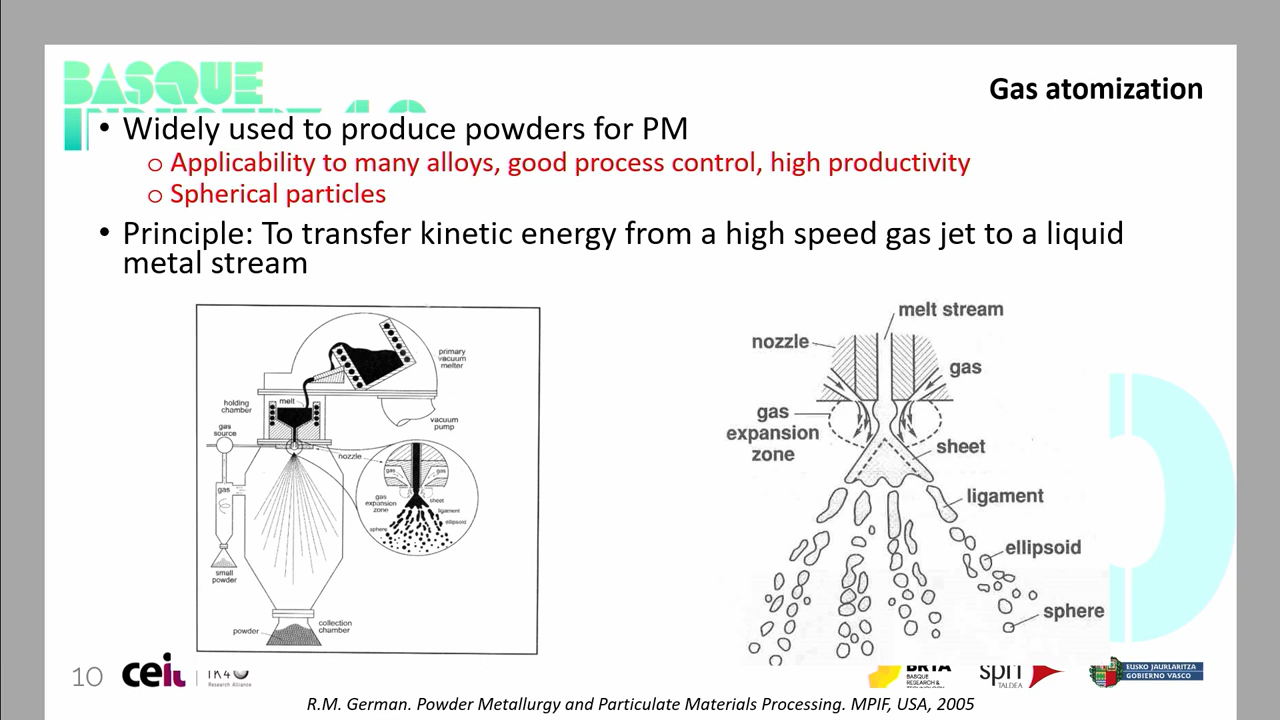 BASQUE
Gas atomization
• Widely used to produce powders for PM
o Applicability to many alloys, good process control, high productivity
o Spherical particles
• Principle: To transfer kinetic energy from a high speed gas jet to a liquid
metal stream
primary
vacuum
melter
melt
holding
chamber
vacuum
pump
gas
source
nozzle
gas
gas
gas
gas
expansion
zone
sheet
ligament
ellipsoid
sphere
small
powder
powder
collection
chamber
melt stream
nozzle
gas
gas
expansion
zone
sheet
ligament
ellipsoid
sphere
10
ceit
IK4
Research Alliance
BRTA
BASQUE
RESEARCH &
TECHNOLOGY
spri
TALDEA
EUSKO JAURLARITZA
GOBIERNO VASCO
R.M. German. Powder Metallurgy and Particulate Materials Processing. MPIF, USA, 2005